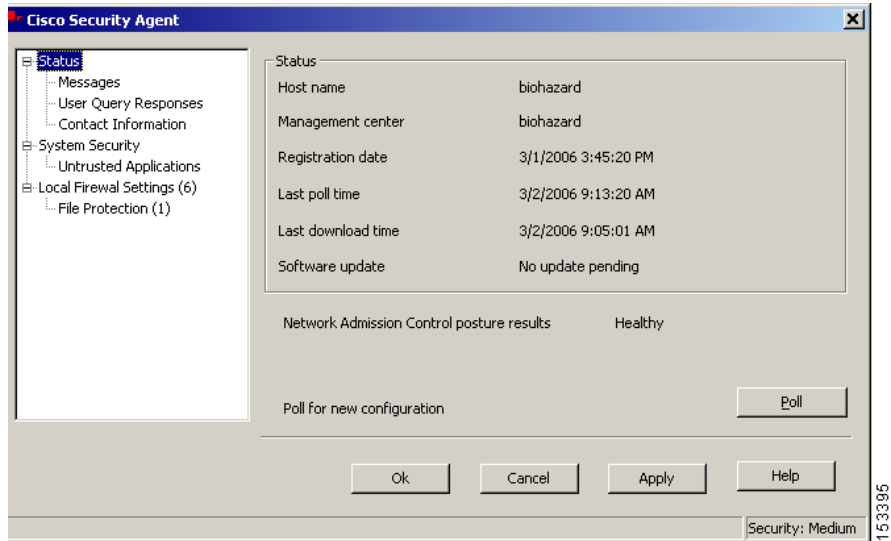 Cisco Security Agent
Status
Messages
User Query Responses
Contact Information
System Security
Untrusted Applications
Local Firewal Settings (6)
File Protection (1)
Status
Host name biohazard
Management center biohazard
Registration date 3/1/2006 3:45:20 PM
Last poll time 3/2/2006 9:13:20 AM
Last download time 3/2/2006 9:05:01 AM
Software update No update pending
Network Admission Control posture results Healthy
Poll for new configuration Poll
Ok Cancel Apply Help
Security: Medium
153395